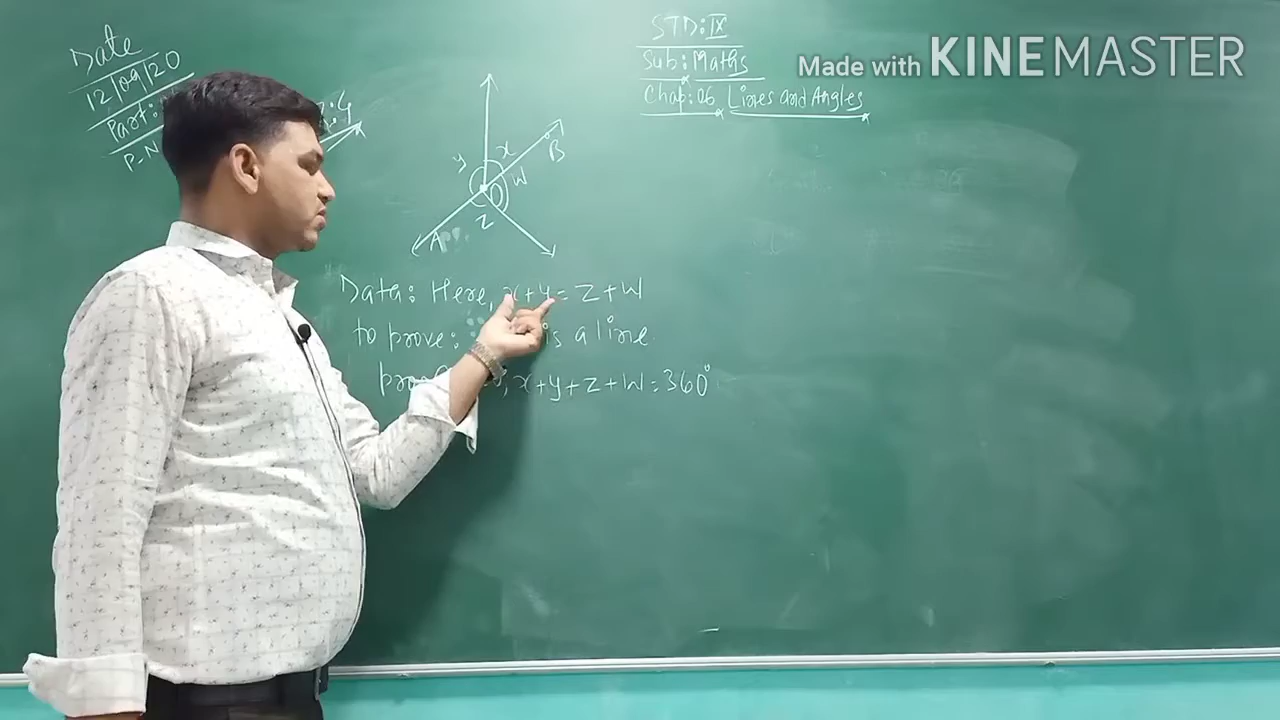 Date
12/09/20
Part:
P-N
:4
STD: IX
Sub: Maths
Chap: 06 Lines and Angles
Made with KINEMASTER
y x
B
W
O
Z
A
Data: Here, x+y=Z+W
to prove: is a line.
x+y+Z+W=360°